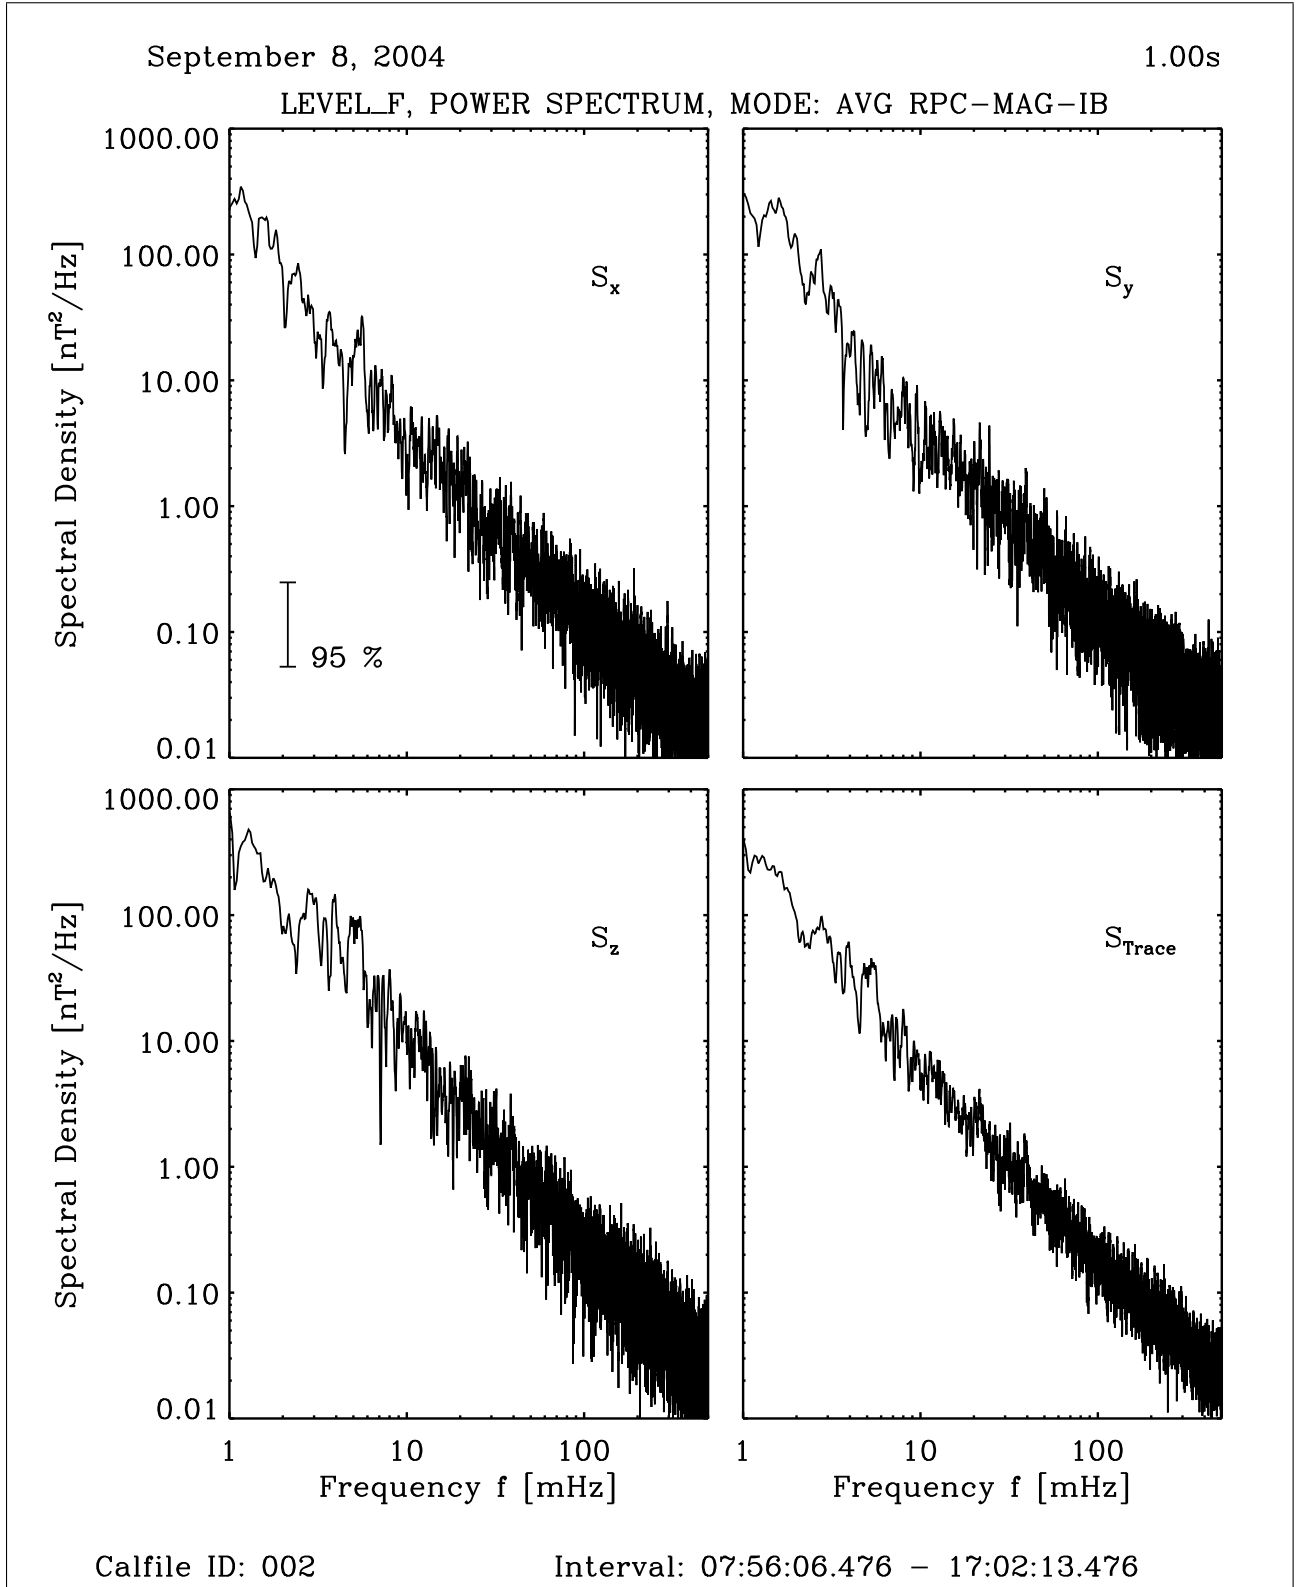 September 8, 2004 1.00s
LEVEL_F, POWER SPECTRUM, MODE: AVG RPC-MAG-IB
1000.00
100.00
10.00
1.00
0.10
0.01
Spectral Density [nT²/Hz]
Sx
95 %
Sy
1000.00
100.00
10.00
1.00
0.10
0.01
Spectral Density [nT²/Hz]
Sz
STrace
1 10 100
Frequency f [mHz]
1 10 100
Frequency f [mHz]
Calfile ID: 002 Interval: 07:56:06.476 – 17:02:13.476